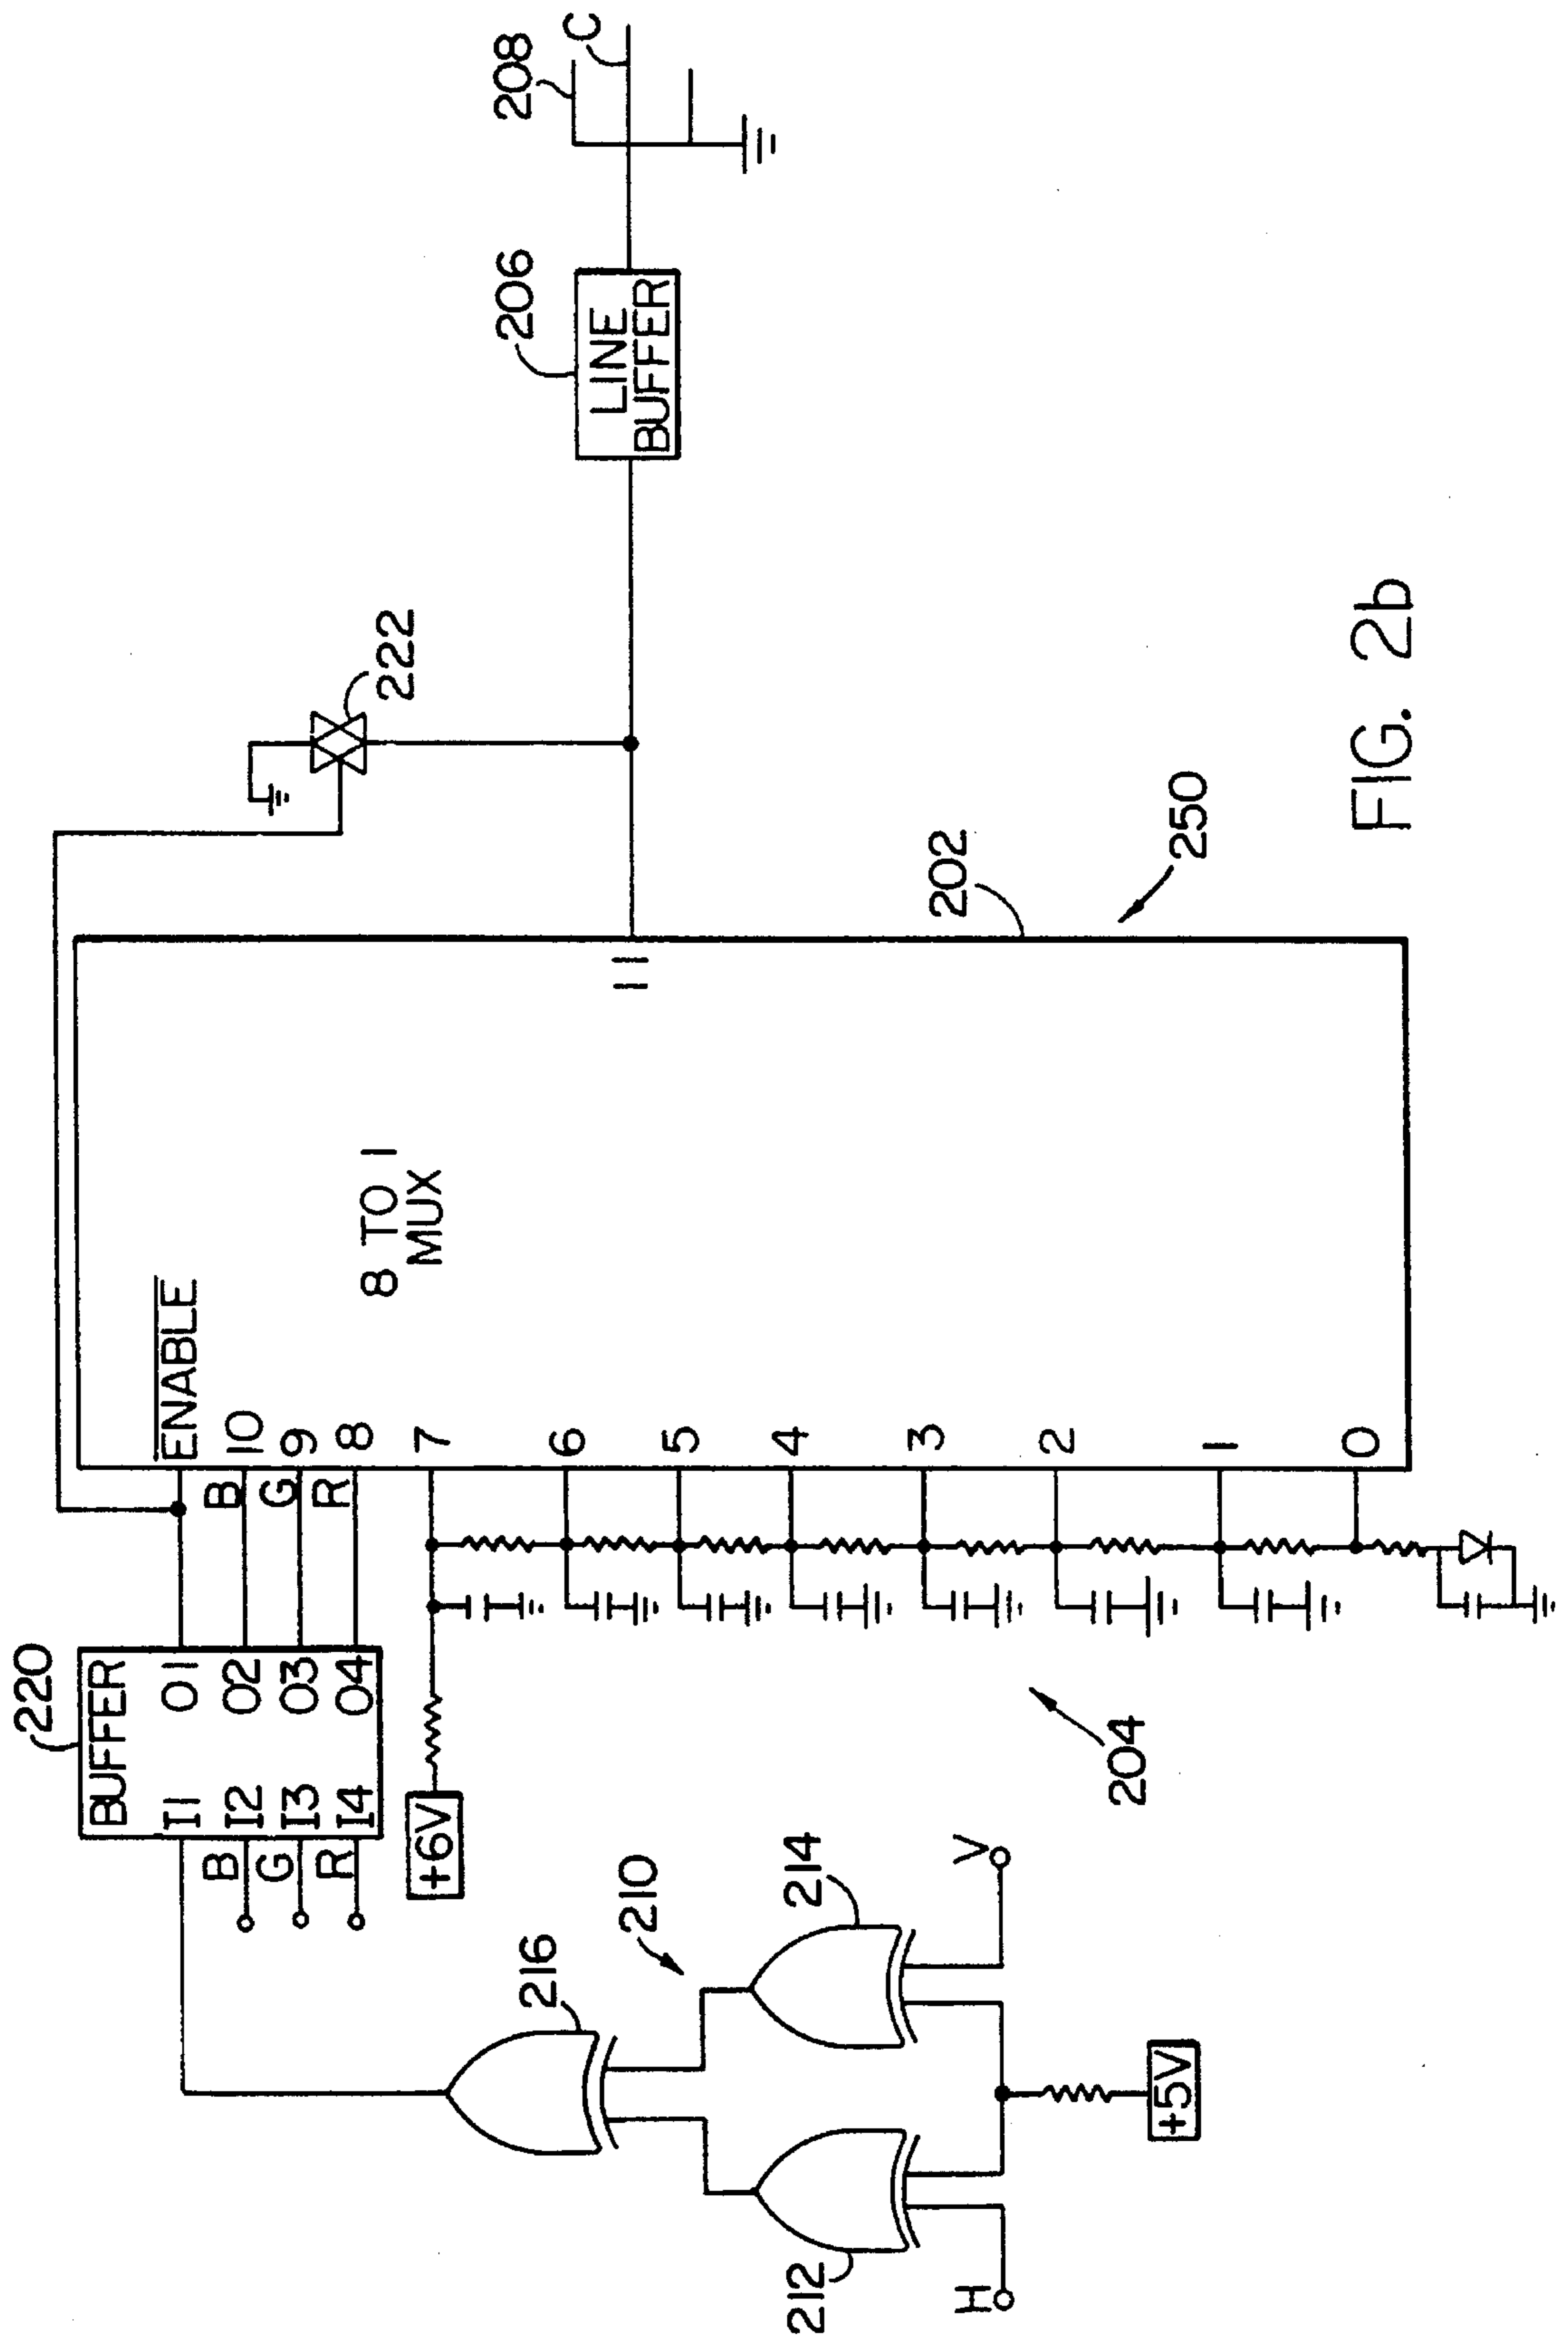 220
BUFFER
I1 O1
B I2 O2 B 10
G I3 O3 G 9
R I4 O4 R 8
ENABLE
+6V
7
6
5
4
3
2
1
0
8 TO 1
MUX
11
222
206
LINE
BUFFER
208
C
216
210
214
212
H
V
+5V
204
202
250
FIG. 2b